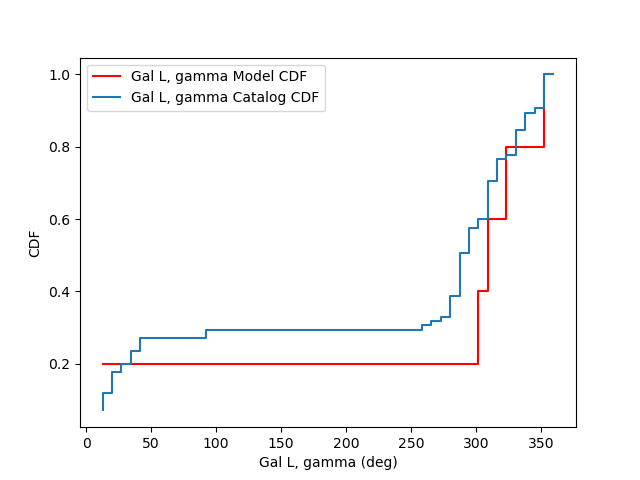 Gal L, gamma Model CDF
Gal L, gamma Catalog CDF
CDF
1.0
0.8
0.6
0.4
0.2
0 50 100 150 200 250 300 350
Gal L, gamma (deg)